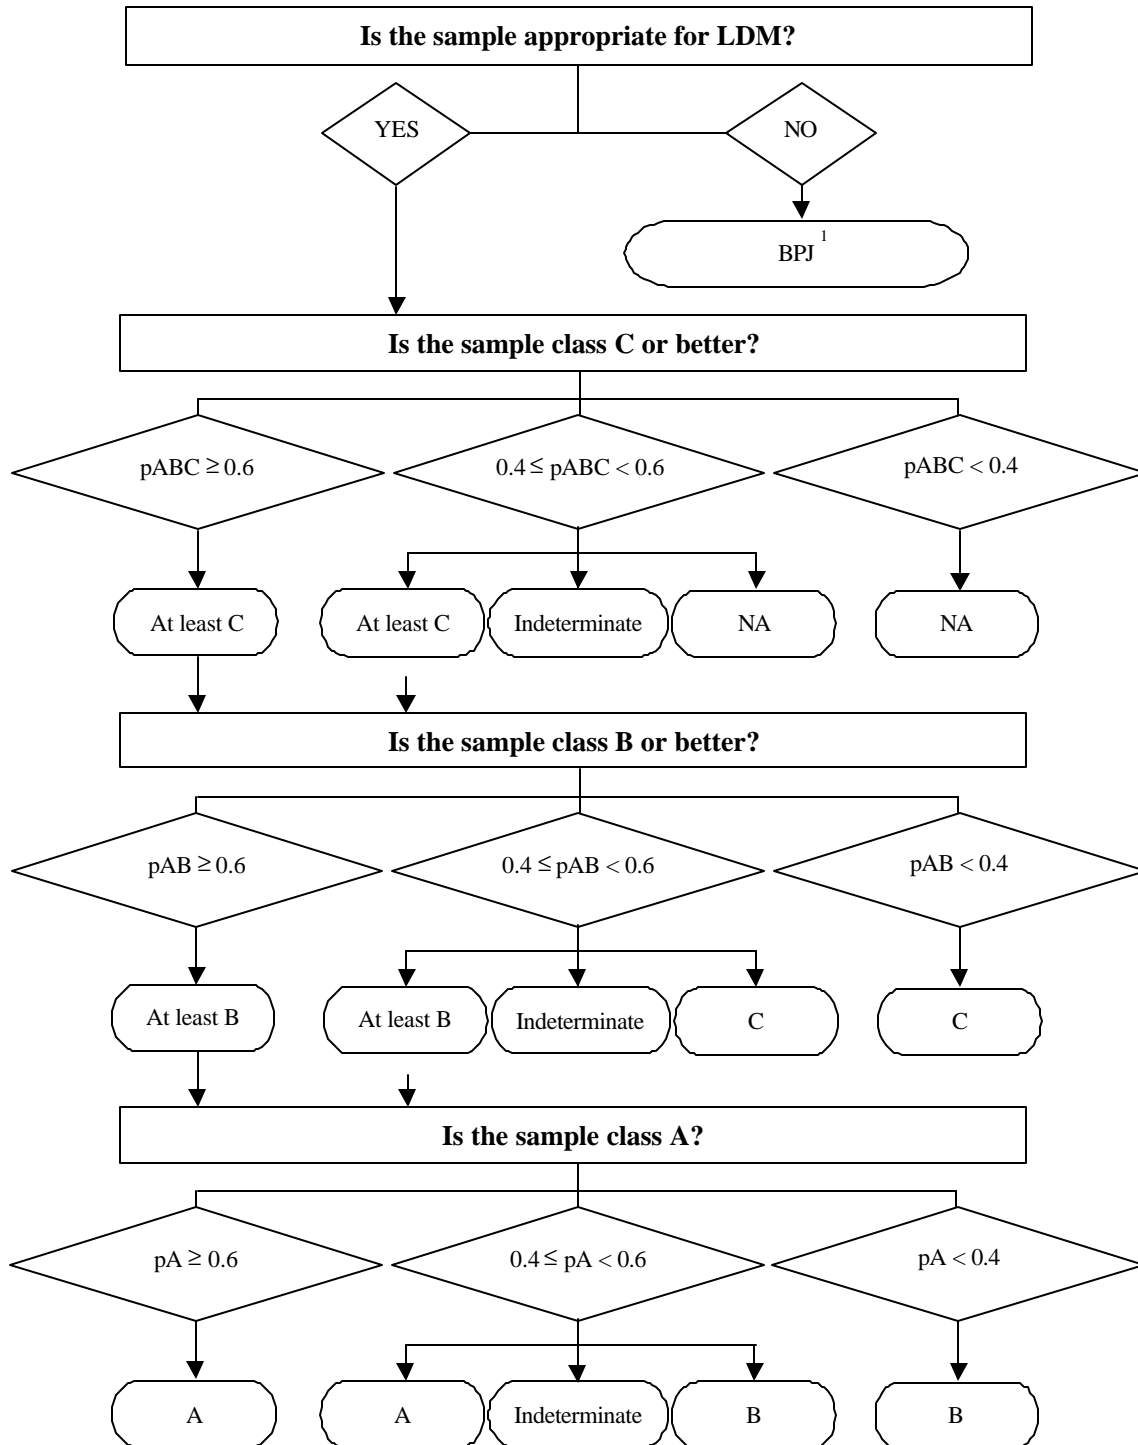 Is the sample appropriate for LDM?
YES
NO
BPJ 1
Is the sample class C or better?
pABC ≥ 0.6
0.4 ≤ pABC < 0.6
pABC < 0.4
At least C
At least C
Indeterminate
NA
NA
Is the sample class B or better?
pAB ≥ 0.6
0.4 ≤ pAB < 0.6
pAB < 0.4
At least B
At least B
Indeterminate
C
C
Is the sample class A?
pA ≥ 0.6
0.4 ≤ pA < 0.6
pA < 0.4
A
A
Indeterminate
B
B